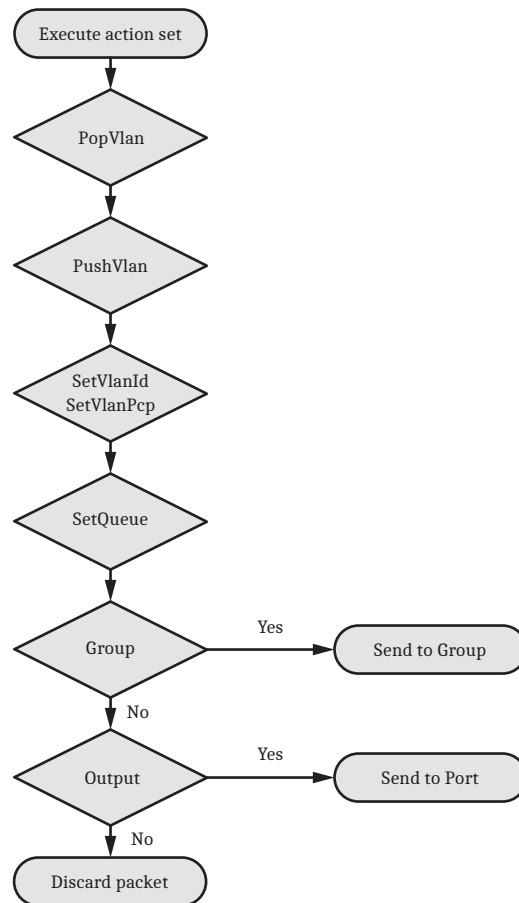 Execute action set
PopVlan
PushVlan
SetVlanId
SetVlanPcp
SetQueue
Group
Yes
Send to Group
No
Output
Yes
Send to Port
No
Discard packet